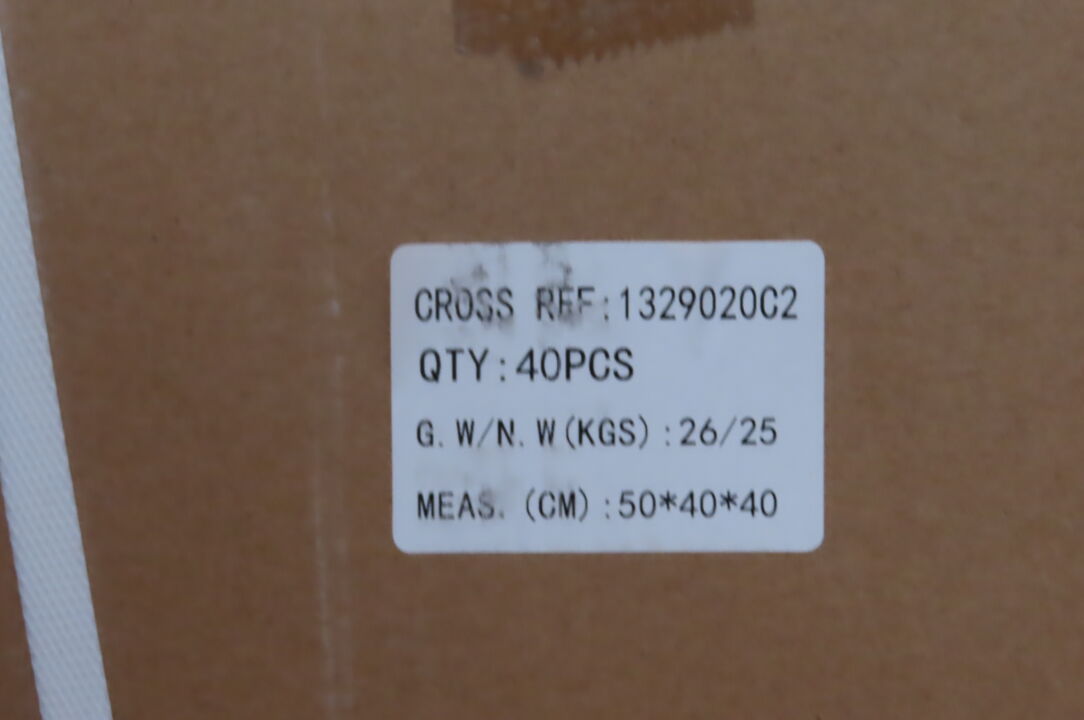 CROSS REF:1329020C2
QTY:40PCS
G.W/N.W(KGS):26/25
MEAS.(CM):50*40*40